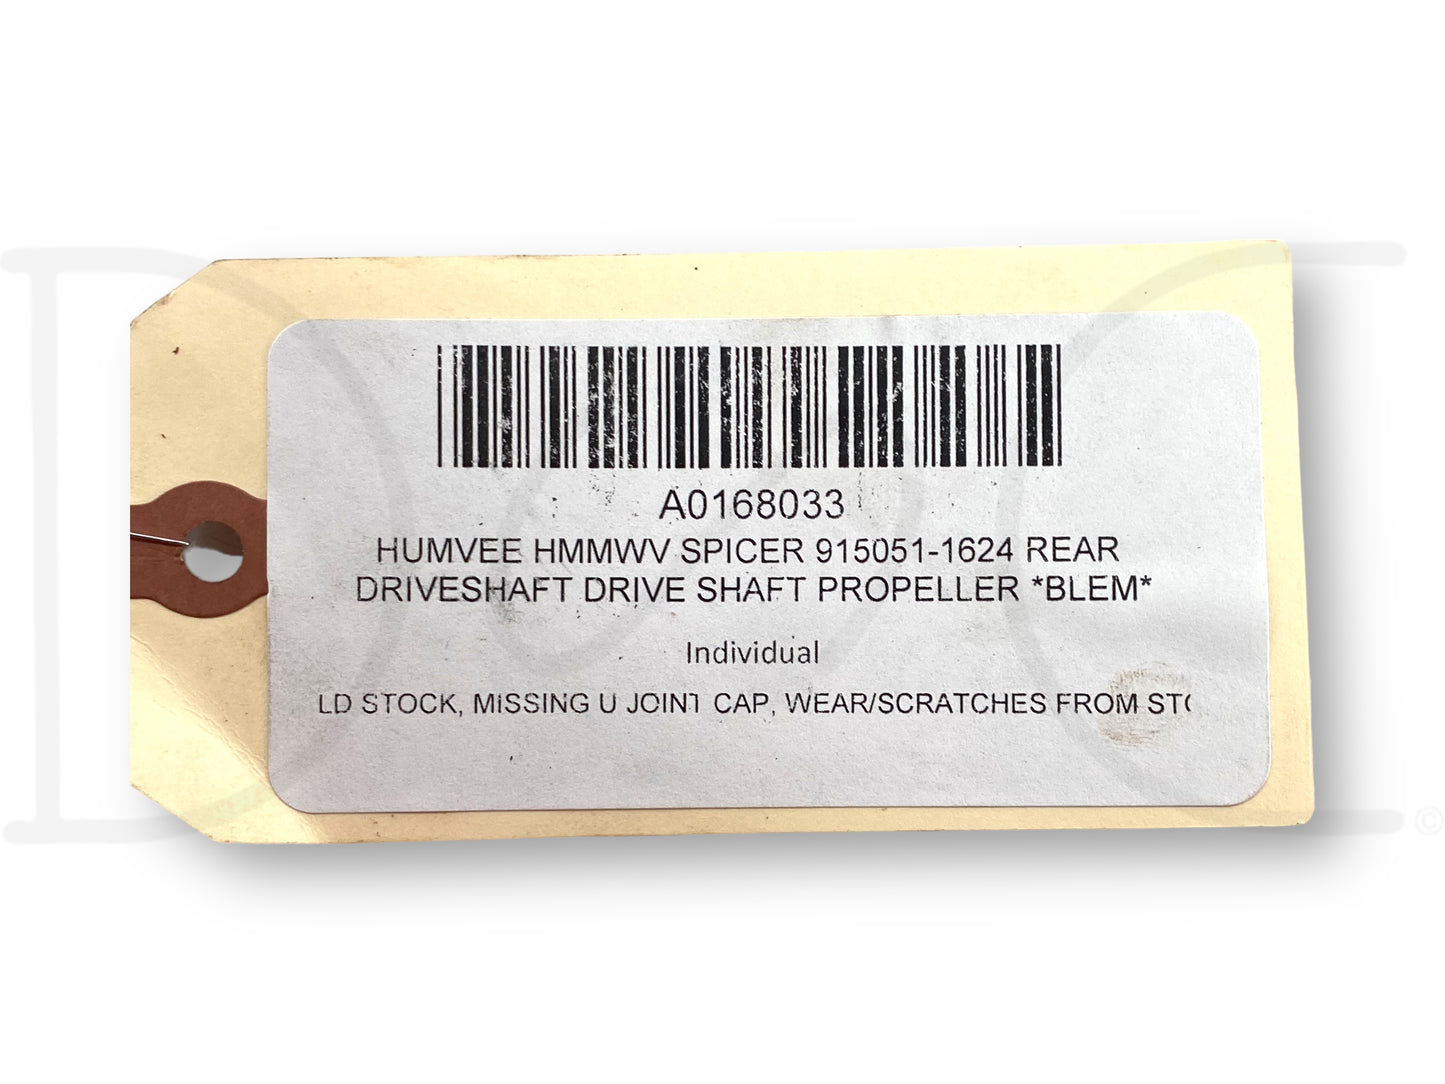 A0168033
HUMVEE HMMWV SPICER 915051-1624 REAR
DRIVESHAFT DRIVE SHAFT PROPELLER *BLEM*
Individual
LD STOCK, MISSING U JOINT CAP, WEAR/SCRATCHES FROM STO
©